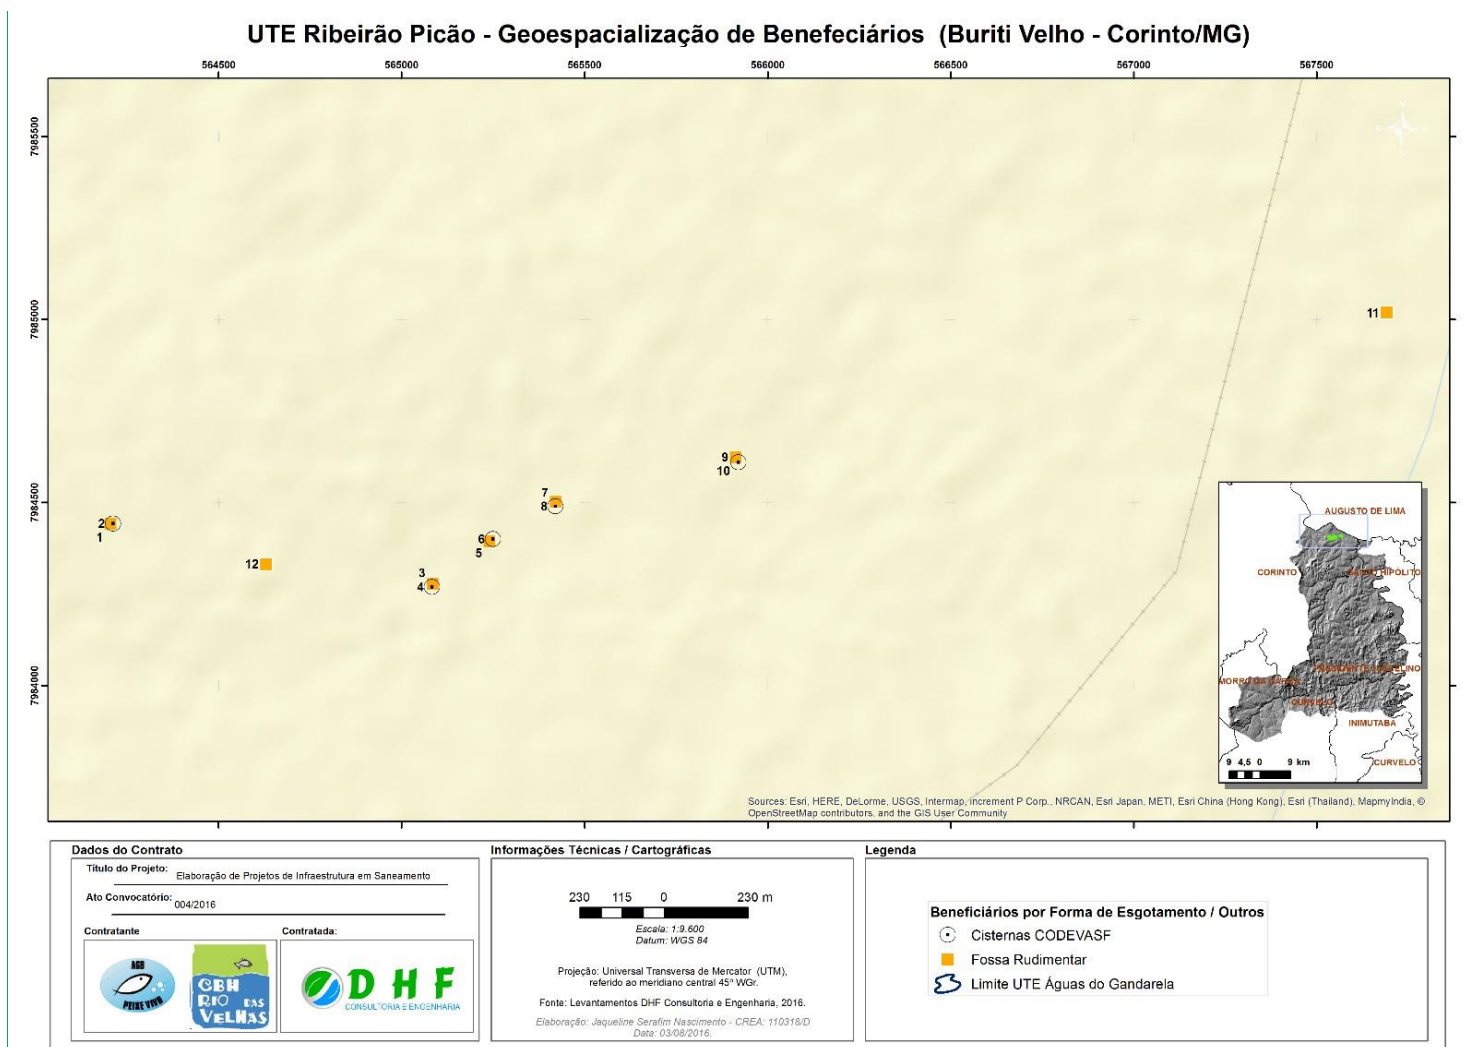 UTE Ribeirão Picão - Geoespacialização de Benefeciários (Buriti Velho - Corinto/MG)
564500 565000 565500 566000 566500 567000 567500
7985500
7985000
7984500
7984000
11
9
10
7
8
6
5
3
4
2
1
12
AUGUSTO DE LIMA
CORINTO
MORRO DA GARÇA
CURVELO
INIMUTABA
CURVELO
9 4,5 0 9 km
Sources: Esri, HERE, DeLorme, USGS, Intermap, increment P Corp., NRCAN, Esri Japan, METI, Esri China (Hong Kong), Esri (Thailand), MapmyIndia, ©
OpenStreetMap contributors, and the GIS User Community
Dados do Contrato
Título do Projeto: Elaboração de Projetos de Infraestrutura em Saneamento
Ato Convocatório: 004/2016
Contratante
Contratada:
AGB
PEIXE VIVO
CBH
RIO DAS
VELHAS
DHF
CONSULTORIA E ENGENHARIA
Informações Técnicas / Cartográficas
230 115 0 230 m
Escala: 1:9.600
Datum: WGS 84
Projeção: Universal Transversa de Mercator (UTM),
referido ao meridiano central 45º WGr.
Fonte: Levantamentos DHF Consultoria e Engenharia, 2016.
Elaboração: Jaqueline Serafim Nascimento - CREA: 110318/D
Data: 03/08/2016.
Legenda
Beneficiários por Forma de Esgotamento / Outros
Cisternas CODEVASF
Fossa Rudimentar
Limite UTE Águas do Gandarela